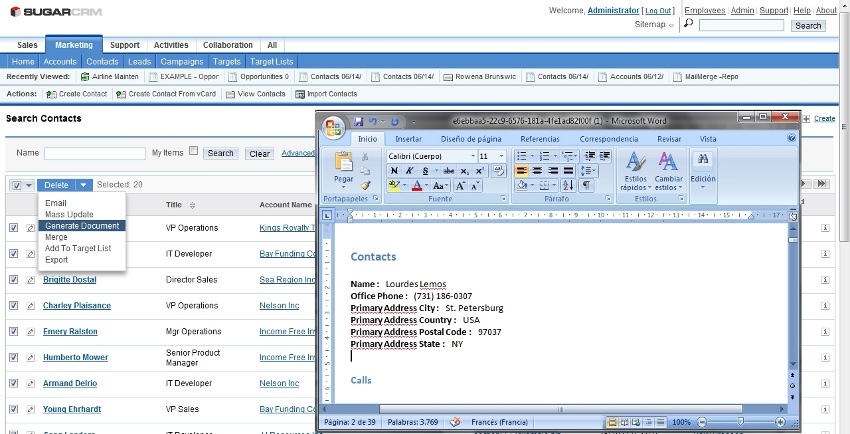 SUGARCRM
Welcome, Administrator [ Log Out ] Employees | Admin | Support | Help | About
Sitemap Search
Sales Marketing Support Activities Collaboration All
Home Accounts Contacts Leads Campaigns Targets Target Lists
Recently Viewed: Airline Mainten EXAMPLE - Oppor Opportunities 0 Contacts 06/14/ Contacts 06/14/ Rowena Brunswic Contacts 06/14/ Accounts 06/12/ MailMerge -Repo
Actions: Create Contact Create Contact From vCard View Contacts Import Contacts
Search Contacts
Create
Name My Items Search Clear Advanced
Delete Selected: 20
Email
Mass Update
Generate Document
Merge
Add To Target List
Export
Title Account Name
VP Operations Kings Royalty T
IT Developer Bay Funding Co
Brigitte Dostal Director Sales Sea Region Inc
Charley Plaisance VP Operations Nelson Inc
Emery Ralston Mgr Operations Income Free In
Humberto Mower Senior Product Manager Income Free In
Armand Delrio IT Developer Nelson Inc
Young Ehrhardt VP Sales Bay Funding Co
e6ebbaa5-22c9-6576-181a-4fe1ad82f00f (1) - Microsoft Word
Inicio Insertar Diseño de página Referencias Correspondencia Revisar Vista
Pegar
Calibri (Cuerpo) 11
N K S abc x₂ x²
Estilos rápidos Cambiar estilos Edición
Portapapeles Fuente Párrafo Estilos
Contacts
Name : Lourdes Lemos
Office Phone : (731) 186-0307
Primary Address City : St. Petersburg
Primary Address Country : USA
Primary Address Postal Code : 97037
Primary Address State : NY
Calls
Página: 2 de 39 Palabras: 3.769 Francés (Francia) 100%